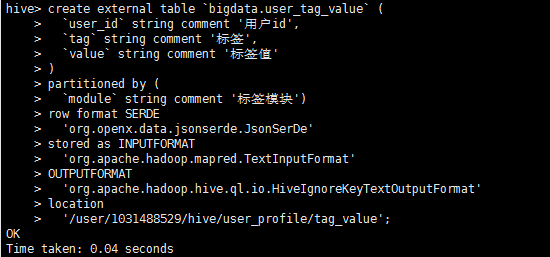 hive> create external table `bigdata.user_tag_value` (
    >   `user_id` string comment '用户id',
    >   `tag` string comment '标签',
    >   `value` string comment '标签值'
    > )
    > partitioned by (
    >   `module` string comment '标签模块')
    > row format SERDE
    >   'org.openx.data.jsonserde.JsonSerDe'
    > stored as INPUTFORMAT
    >   'org.apache.hadoop.mapred.TextInputFormat'
    > OUTPUTFORMAT
    >   'org.apache.hadoop.hive.ql.io.HiveIgnoreKeyTextOutputFormat'
    > location
    >   '/user/1031488529/hive/user_profile/tag_value';
OK
Time taken: 0.04 seconds